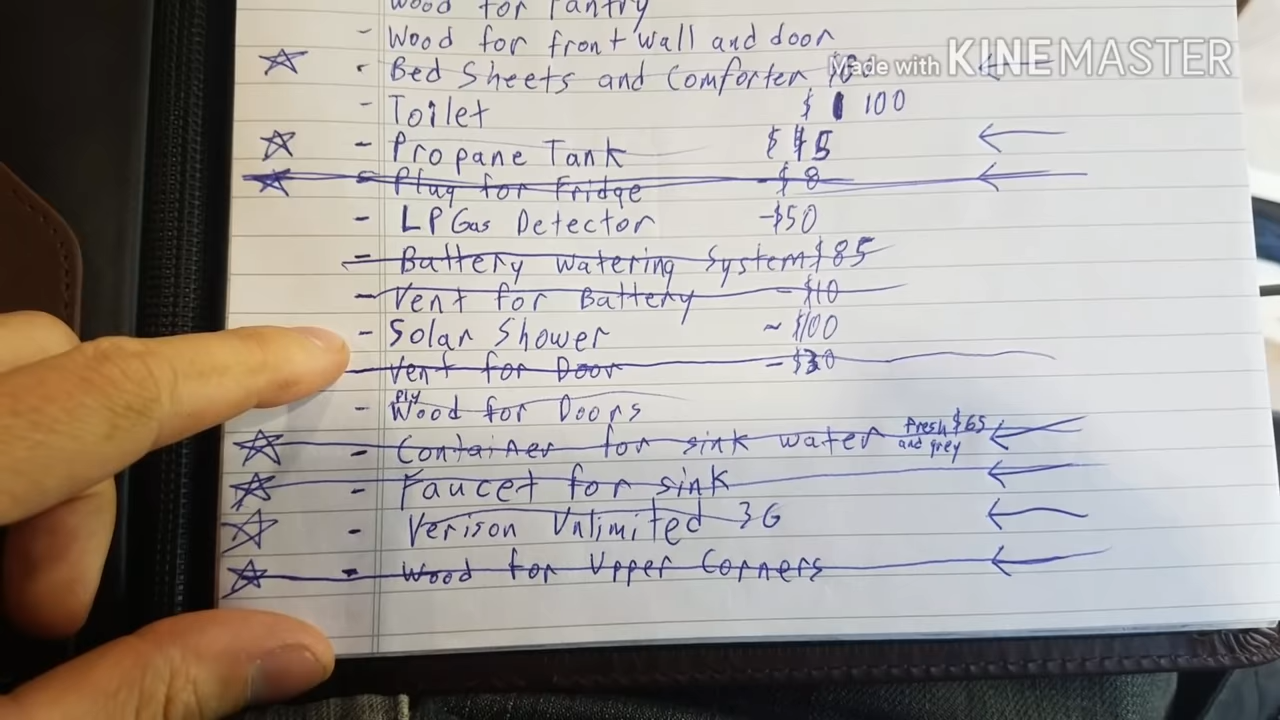 Wood for Pantry
- Wood for front wall and door
- Bed Sheets and Comforter
Made with KINEMASTER
- Toilet $ 100
- Propane Tank
- Plug for Fridge - $8
- LP Gas Detector -$50
- Battery Watering System $85
- Vent for Battery - $10
- Solar Shower ~ $100
- Vent for Door - $30
- Ply Wood for Doors
- Container for sink water fresh $65 and grey
- Faucet for sink
- Verison Unlimited 3G
- Wood for Upper Corners